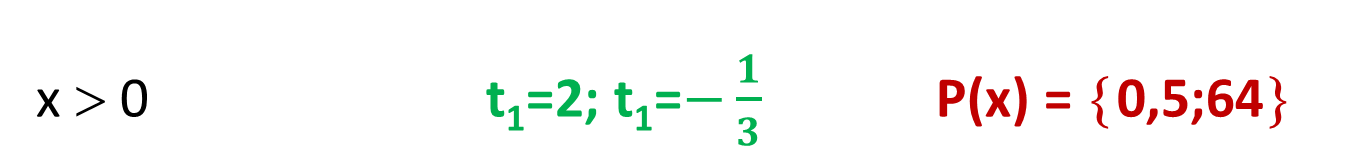 x > 0 t₁=2; t₁=− 1/3 P(x) = {0,5;64}